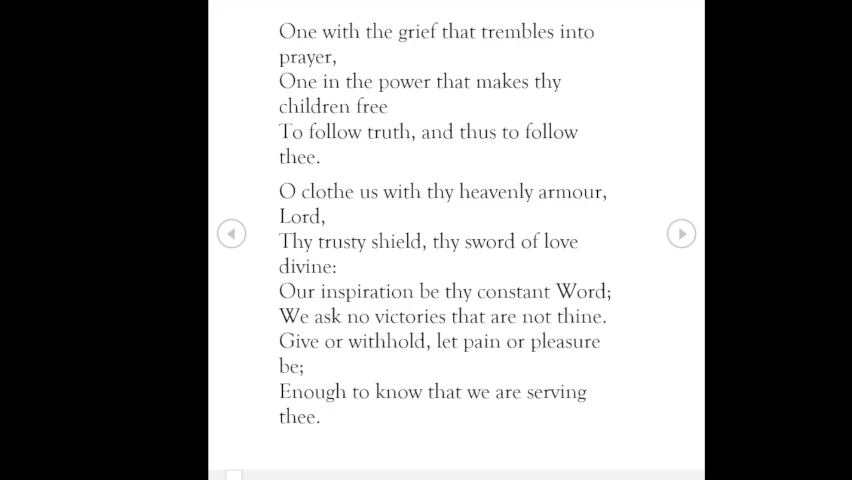 One with the grief that trembles into
prayer,
One in the power that makes thy
children free
To follow truth, and thus to follow
thee.
O clothe us with thy heavenly armour,
Lord,
Thy trusty shield, thy sword of love
divine:
Our inspiration be thy constant Word;
We ask no victories that are not thine.
Give or withhold, let pain or pleasure
be;
Enough to know that we are serving
thee.